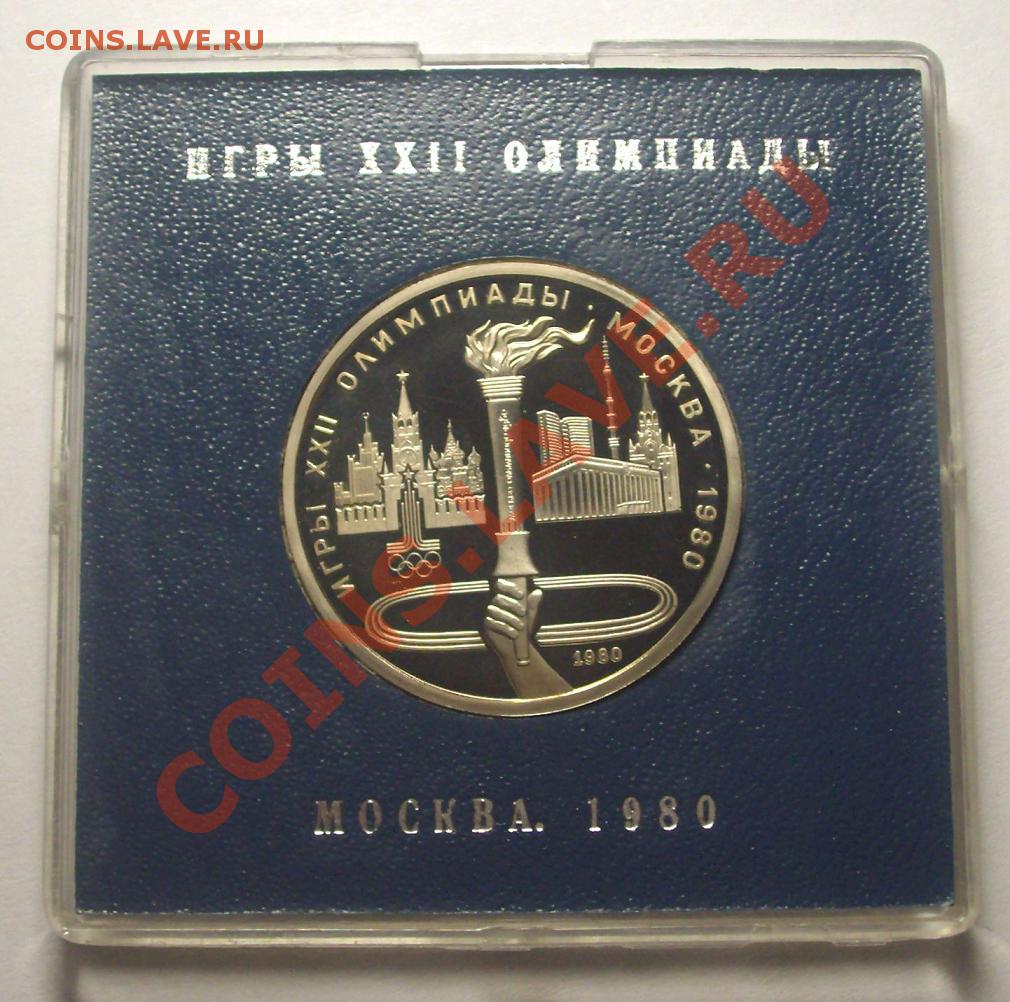 COINS.LAVE.RU
ИГРЫ XXII ОЛИМПИАДЫ
ИГРЫ XXII ОЛИМПИАДЫ · МОСКВА · 1980
1980
МОСКВА. 1980
COINS.LAVE.RU